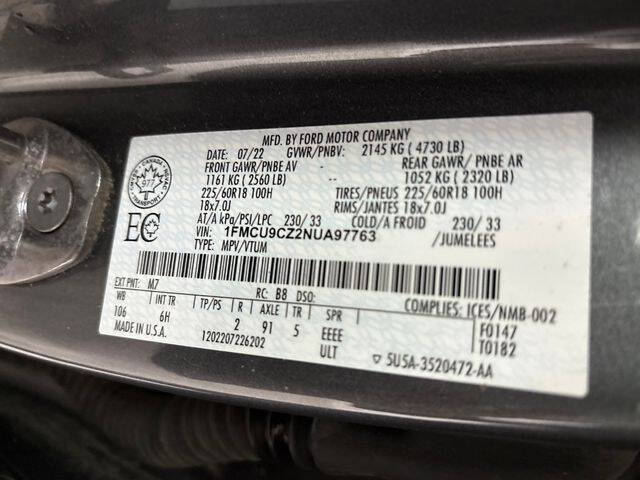 MFD. BY FORD MOTOR COMPANY
DATE: 07/22 GVWR/PNBV: 2145 KG ( 4730 LB)
FRONT GAWR/PNBE AV REAR GAWR/ PNBE AR
1161 KG ( 2560 LB) -- 1052 KG ( 2320 LB)
225/60R18 100H TIRES/PNEUS 225/60R18 100H
18x7.0J RIMS/JANTES 18x7.0J
AT/A kPa/PSI/LPC 230/ 33 COLD/A FROID 230/ 33
VIN: 1FMCU9CZ2NUA97763 /JUMELEES
TYPE: MPV/VTUM
977
TRANSPORT
EC
EXT PNT: M7 RC: B8 DSO: COMPLIES: ICES/NMB-002
WB INT TR TP/PS R AXLE TR SPR F0147
106 6H 2 91 5 EEEE T0182
MADE IN U.S.A. 1202207226202 ULT ▽ 5U5A-3520472-AA